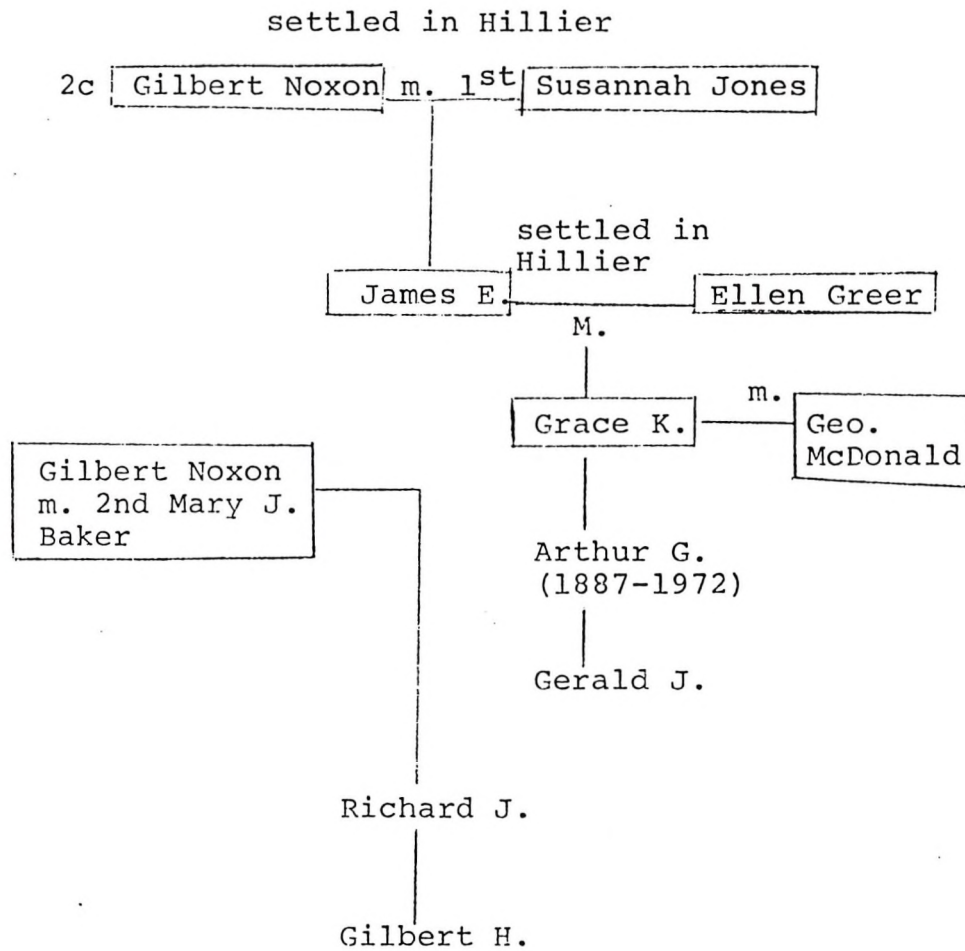 settled in Hillier
2c Gilbert Noxon m. 1st Susannah Jones
settled in
Hillier
James E. Ellen Greer
M.
m.
Grace K. Geo.
McDonald
Gilbert Noxon
m. 2nd Mary J.
Baker
Arthur G.
(1887-1972)
Gerald J.
Richard J.
Gilbert H.